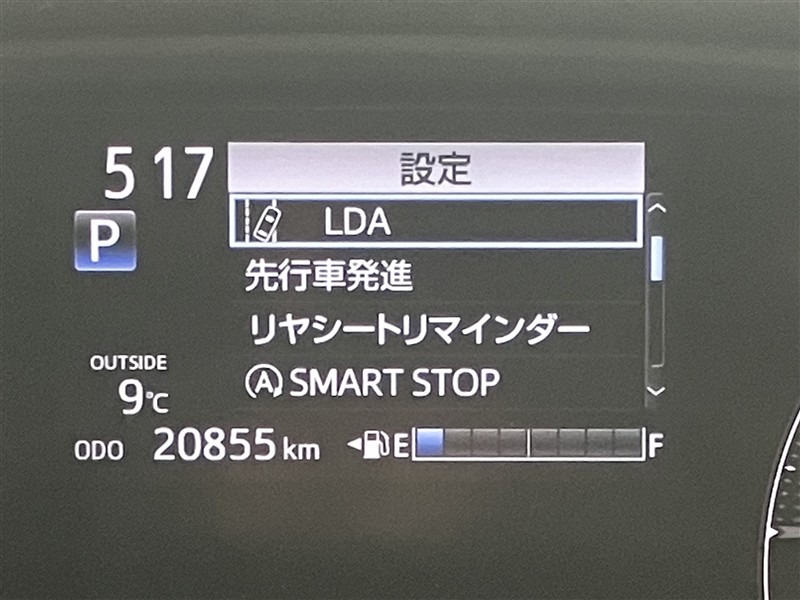 5 17
設定
P
LDA
先行車発進
リヤシートリマインダー
A SMART STOP
OUTSIDE
9℃
ODO 20855 km
E F